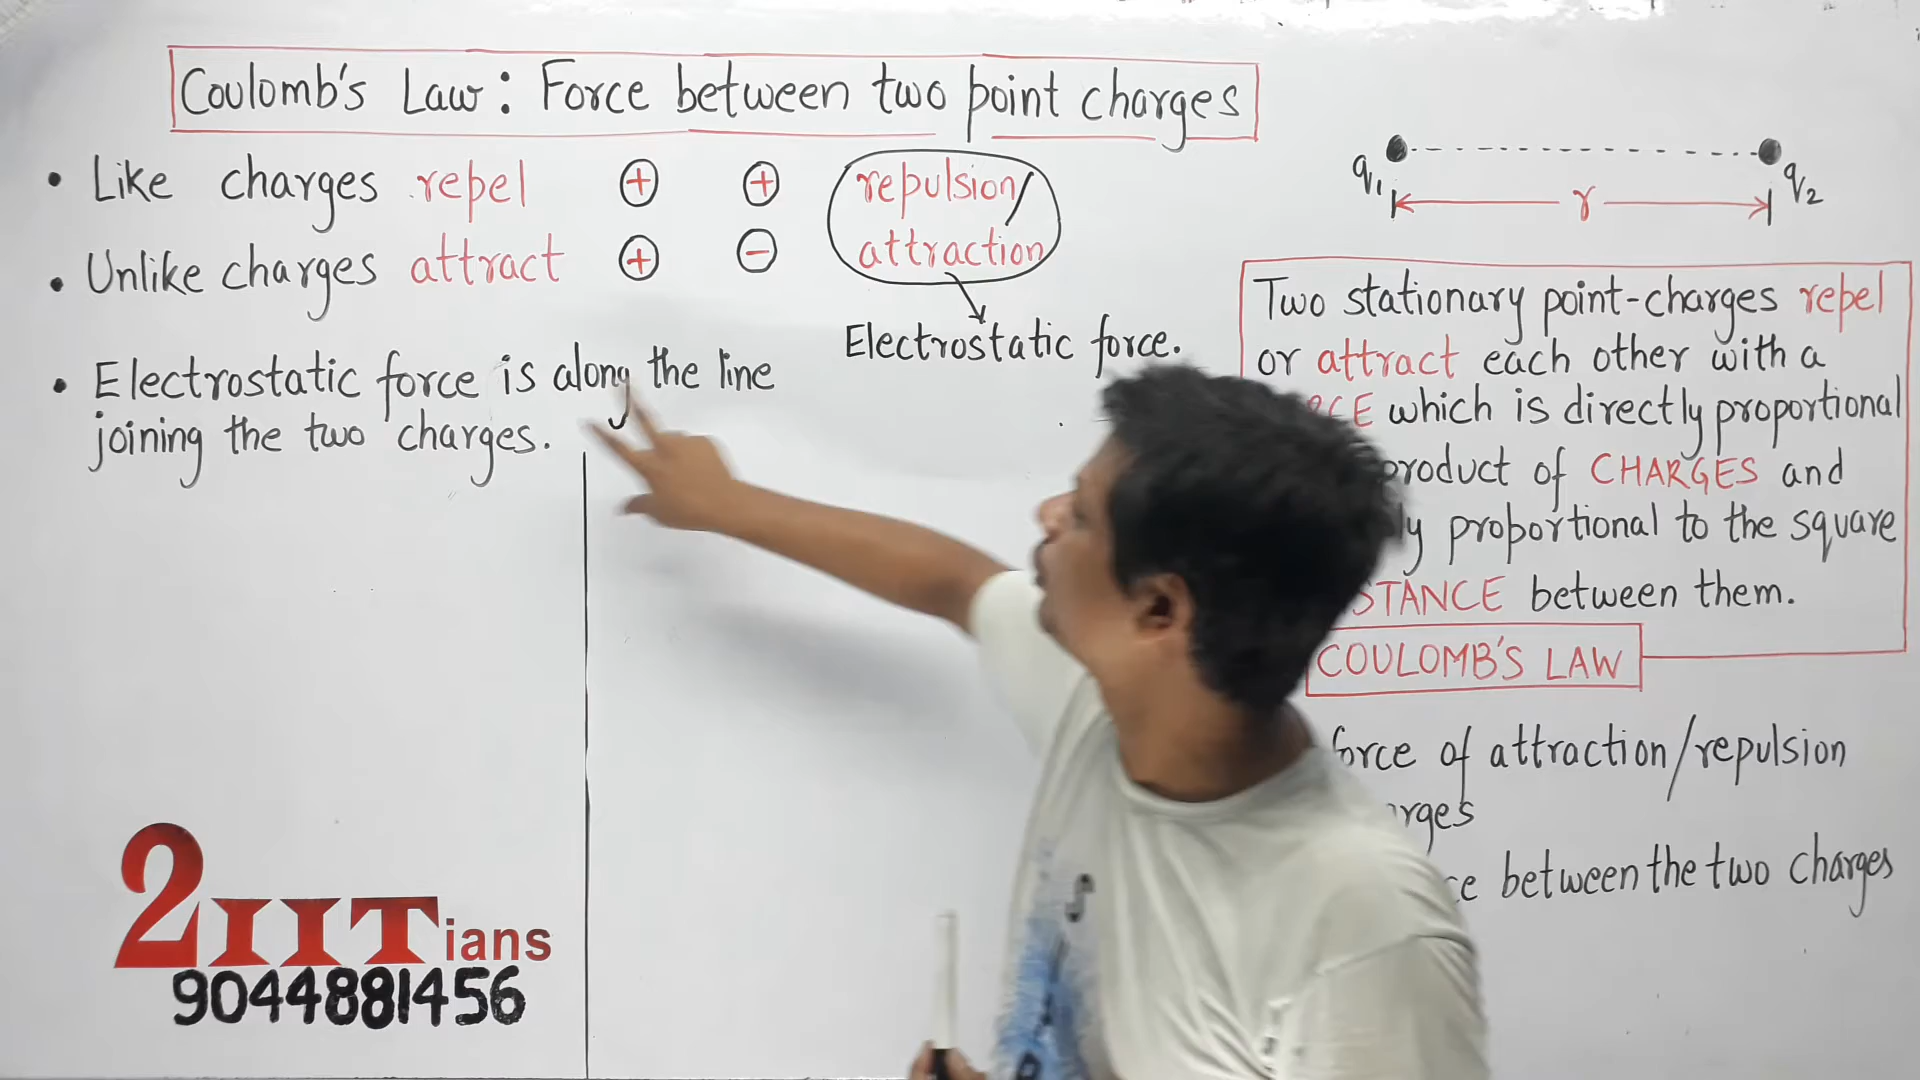 Coulomb's Law: Force between two point charges
• Like charges repel + +
• Unlike charges attract + −
repulsion/
attraction
Electrostatic force.
• Electrostatic force is along the line
joining the two charges.
q1 q2
r
Two stationary point-charges repel
or attract each other with a
which is directly proportional
product of CHARGES and
proportional to the square
between them.
COULOMB'S LAW
force of attraction/repulsion
between the two charges
2IITians
9044881456